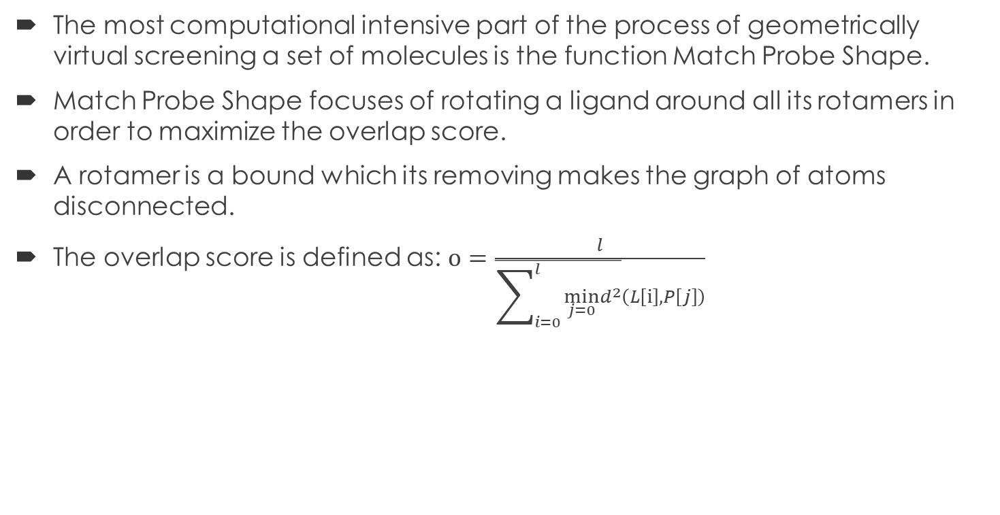 The most computational intensive part of the process of geometrically
virtual screening a set of molecules is the function Match Probe Shape.
Match Probe Shape focuses of rotating a ligand around all its rotamers in
order to maximize the overlap score.
A rotamer is a bound which its removing makes the graph of atoms
disconnected.
The overlap score is defined as: o = \frac{l}{\sum_{i=0}^{l} \min_{j=0} d^2(L[i],P[j])}